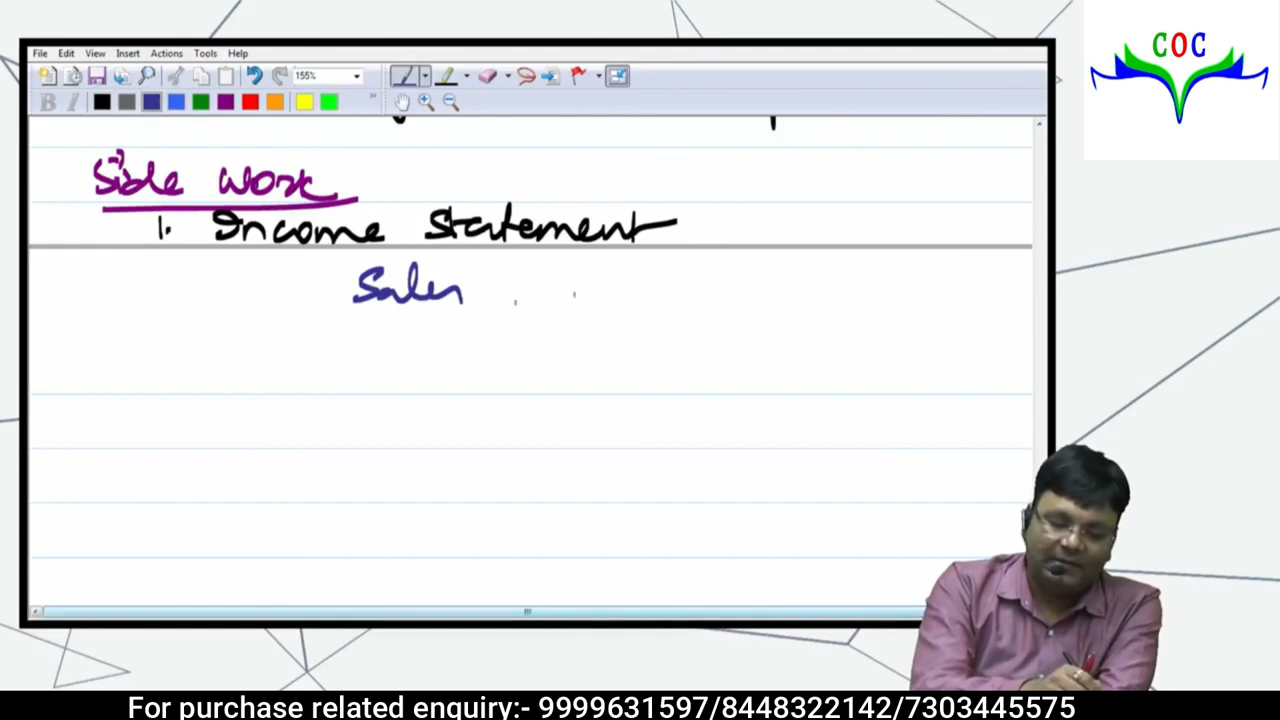 COC
File Edit View Insert Actions Tools Help
155%
B I
Side Work
1. Income Statement
Sales
For purchase related enquiry:- 9999631597/8448322142/7303445575